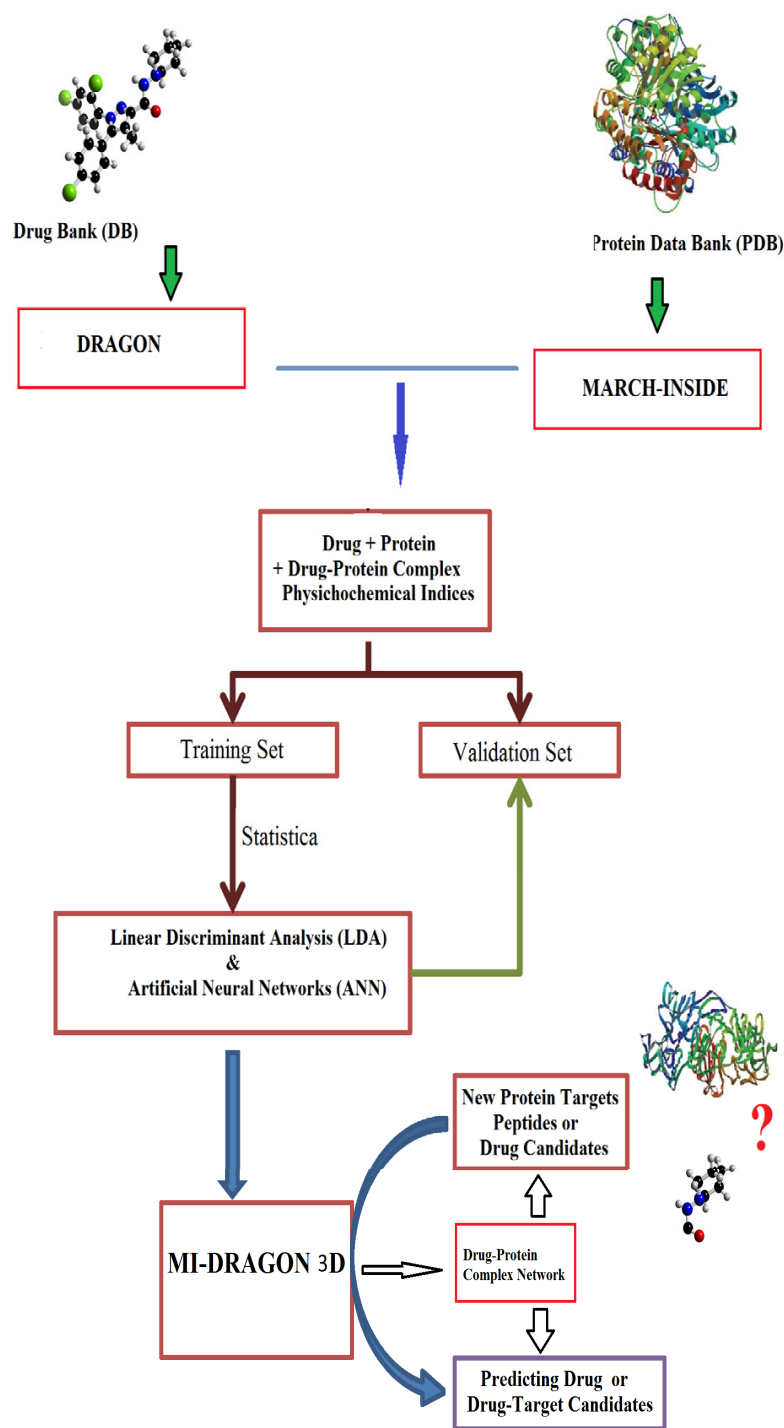 Drug Bank (DB)
Protein Data Bank (PDB)
DRAGON
MARCH-INSIDE
Drug + Protein
+ Drug-Protein Complex
Physichochemical Indices
Training Set
Validation Set
Statistica
Linear Discriminant Analysis (LDA)
&
Artificial Neural Networks (ANN)
New Protein Targets
Peptides or
Drug Candidates
?
MI-DRAGON 3D
Drug-Protein
Complex Network
Predicting Drug or
Drug-Target Candidates